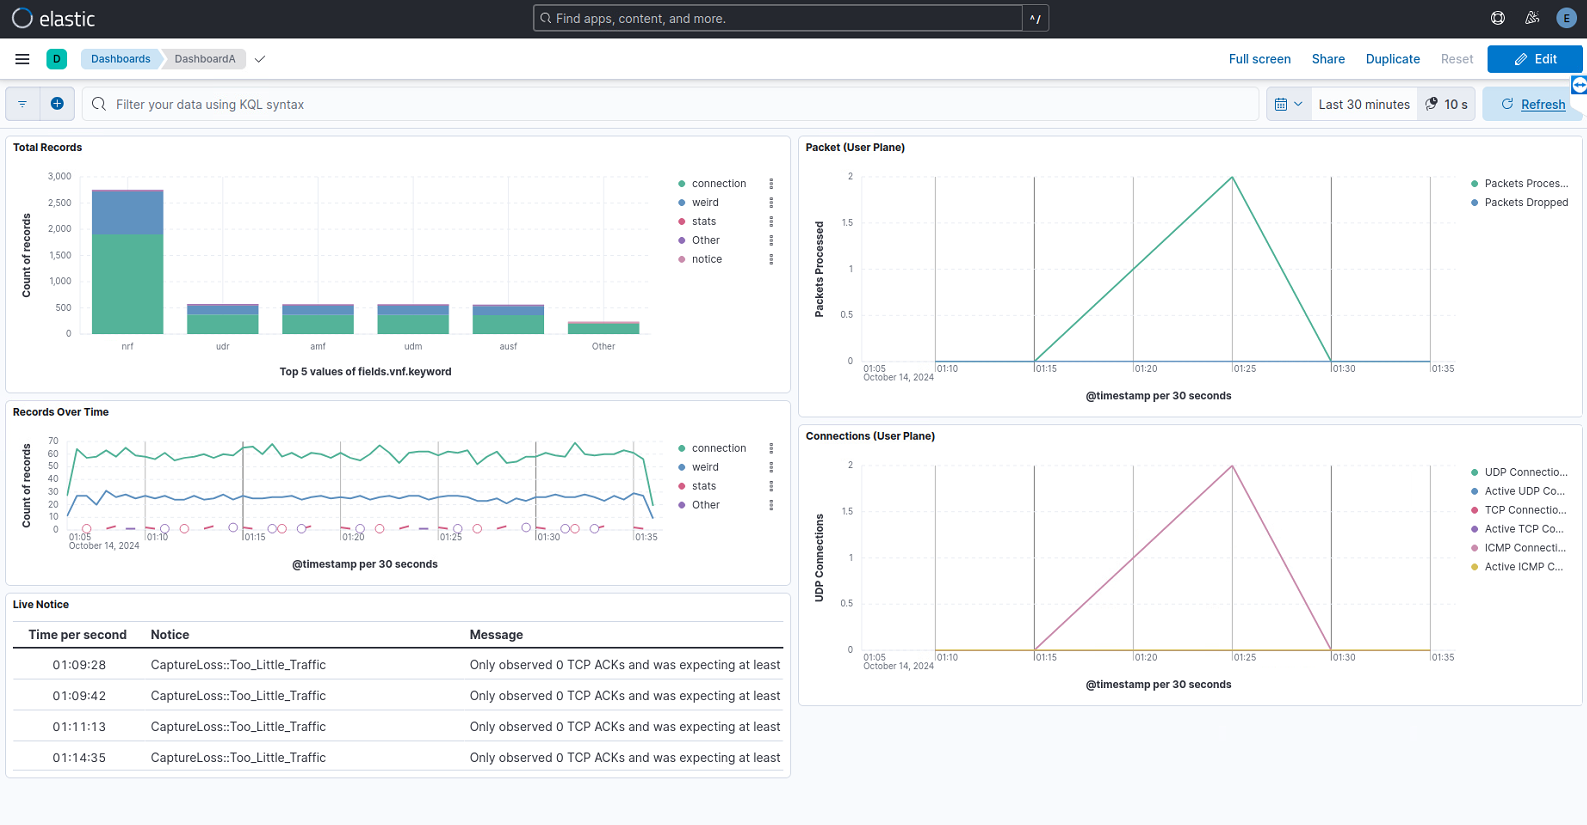 elastic
Find apps, content, and more.
^/
E
D
Dashboards
DashboardA
Full screen
Share
Duplicate
Reset
Edit
Filter your data using KQL syntax
Last 30 minutes
10 s
Refresh
Total Records
Count of records
3,000
2,500
2,000
1,500
1,000
500
0
nrf
udr
amf
udm
ausf
Other
Top 5 values of fields.vnf.keyword
connection
weird
stats
Other
notice
Records Over Time
Count of records
70
60
50
40
30
20
10
0
01:05
01:10
01:15
01:20
01:25
01:30
01:35
October 14, 2024
@timestamp per 30 seconds
connection
weird
stats
Other
Live Notice
Time per second Notice Message
01:09:28 CaptureLoss::Too_Little_Traffic Only observed 0 TCP ACKs and was expecting at least
01:09:42 CaptureLoss::Too_Little_Traffic Only observed 0 TCP ACKs and was expecting at least
01:11:13 CaptureLoss::Too_Little_Traffic Only observed 0 TCP ACKs and was expecting at least
01:14:35 CaptureLoss::Too_Little_Traffic Only observed 0 TCP ACKs and was expecting at least
Packet (User Plane)
Packets Processed
2
1.5
1
0.5
0
01:05
01:10
01:15
01:20
01:25
01:30
01:35
October 14, 2024
@timestamp per 30 seconds
Packets Proces...
Packets Dropped
Connections (User Plane)
UDP Connections
2
1.5
1
0.5
0
01:05
01:10
01:15
01:20
01:25
01:30
01:35
October 14, 2024
@timestamp per 30 seconds
UDP Connectio...
Active UDP Co...
TCP Connectio...
Active TCP Co...
ICMP Connecti...
Active ICMP C...